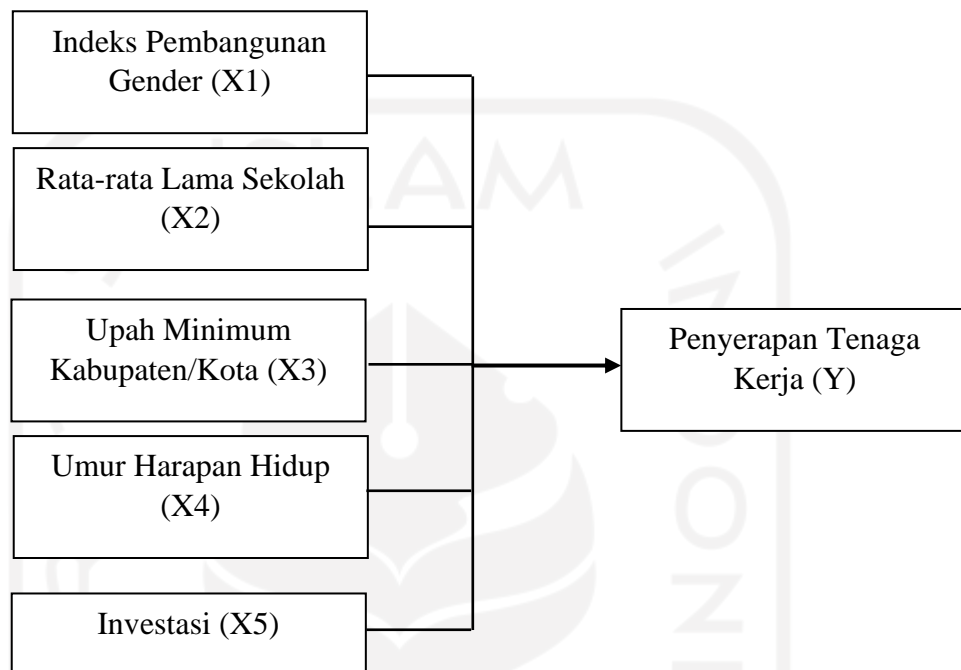 Indeks Pembangunan
Gender (X1)
Rata-rata Lama Sekolah
(X2)
Upah Minimum
Kabupaten/Kota (X3)
Umur Harapan Hidup
(X4)
Investasi (X5)
Penyerapan Tenaga
Kerja (Y)
ISLAM